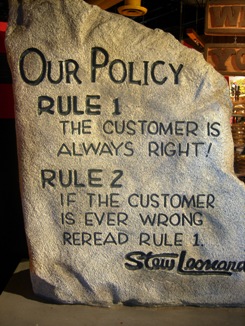 OUR POLICY
RULE 1
THE CUSTOMER IS
ALWAYS RIGHT!
RULE 2
IF THE CUSTOMER
IS EVER WRONG
REREAD RULE 1.
Stew Leonard